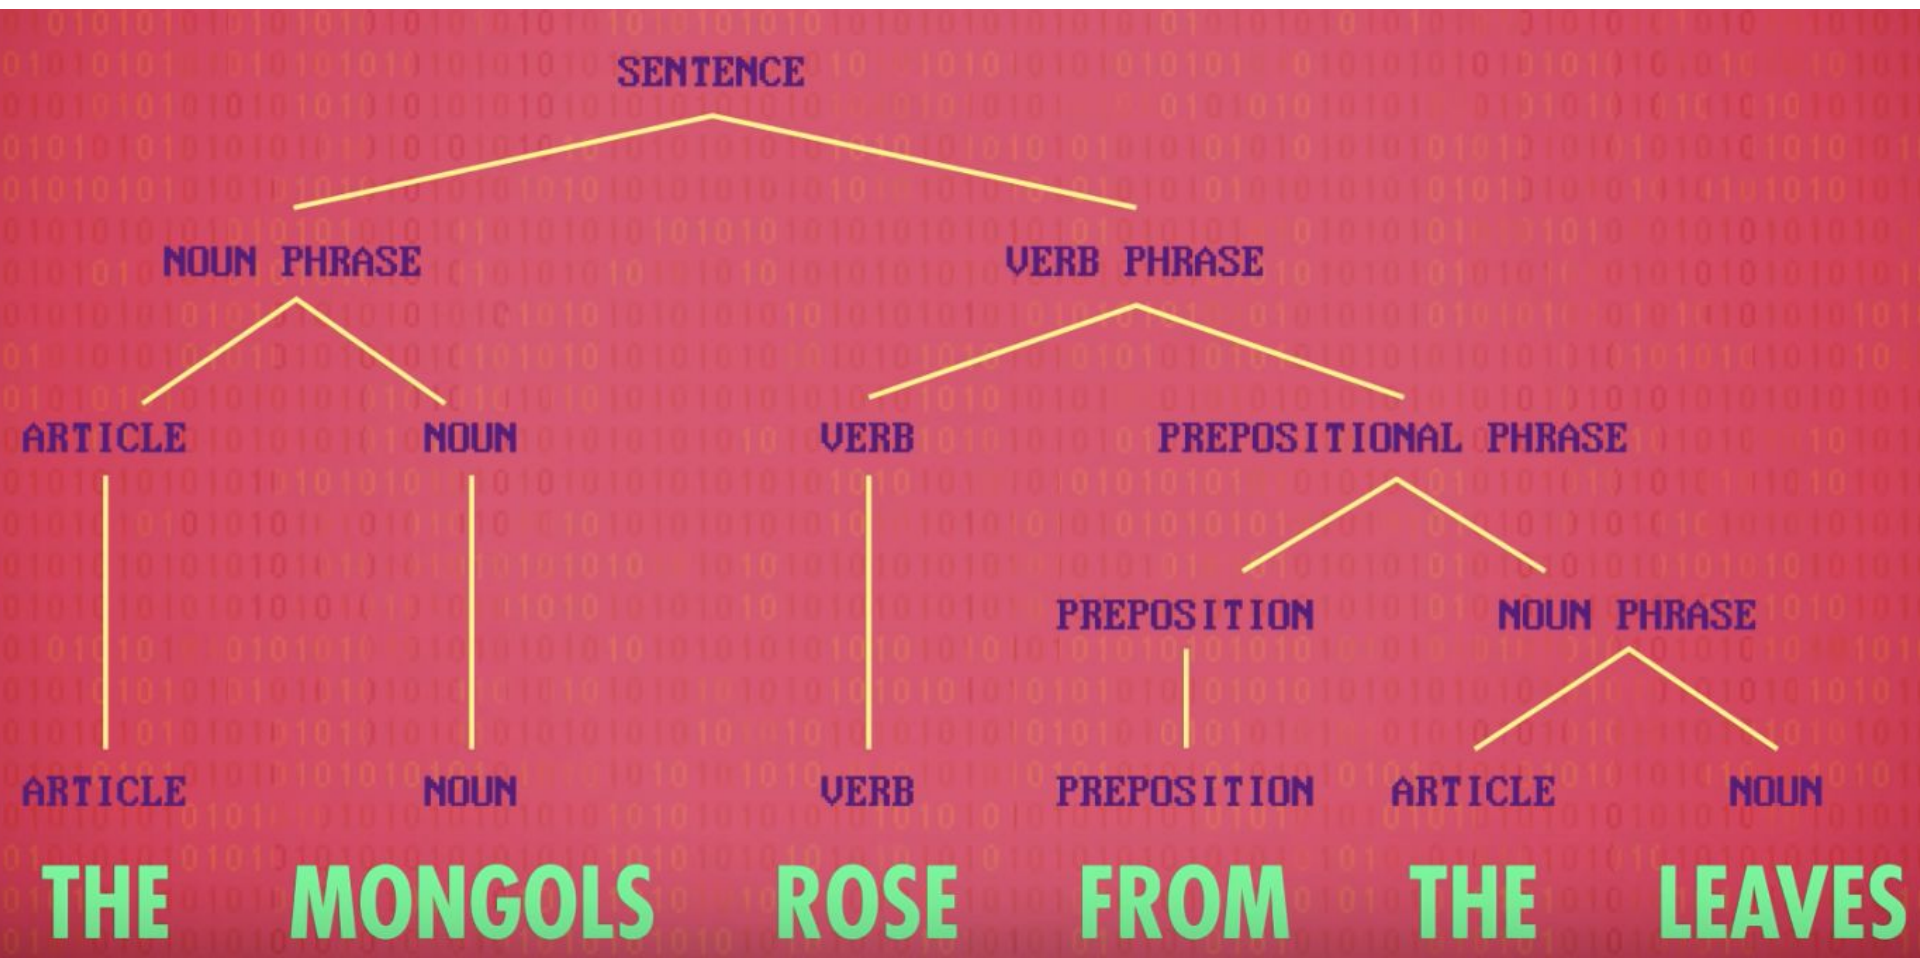 SENTENCE
NOUN PHRASE VERB PHRASE
ARTICLE NOUN VERB PREPOSITIONAL PHRASE
PREPOSITION NOUN PHRASE
ARTICLE NOUN VERB PREPOSITION ARTICLE NOUN
THE MONGOLS ROSE FROM THE LEAVES